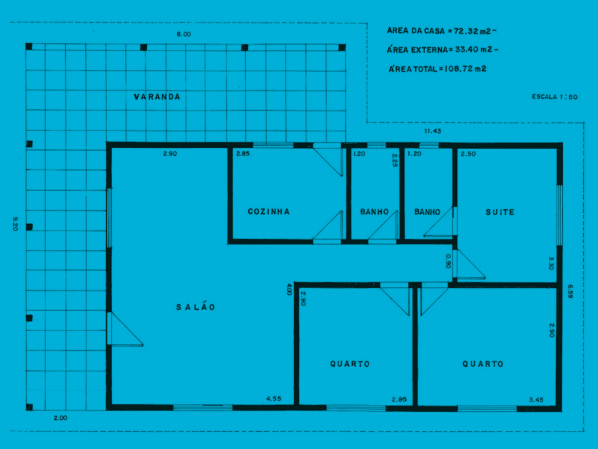 8.00
AREA DA CASA = 72.32 m2 -
ÁREA EXTERNA = 33.40 m2 -
ÁREA TOTAL = 108.72 m2
ESCALA 1:50
VARANDA
11.43
2.90
2.85
1.20
2.25
1.20
2.50
COZINHA
BANHO
BANHO
SUITE
9.20
0.90
3.30
4.00
2.90
6.59
SALÃO
2.90
QUARTO
QUARTO
4.55
2.85
3.45
2.00